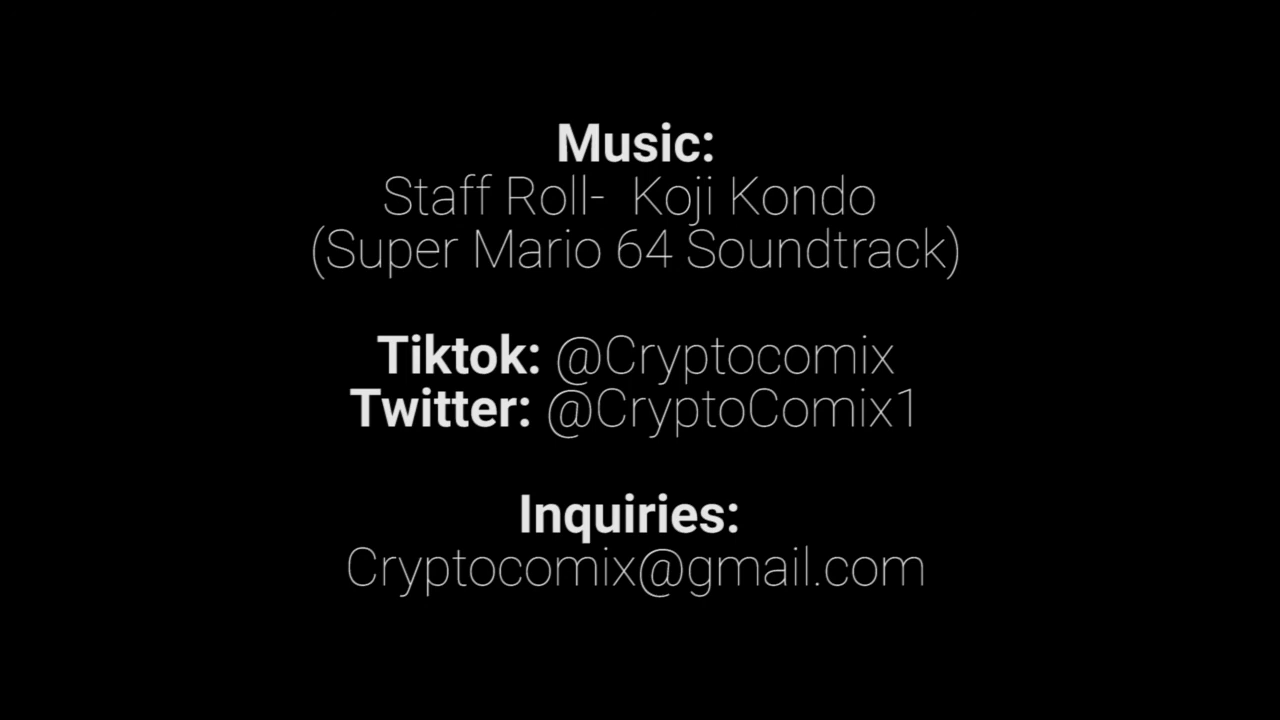 Music:
Staff Roll-  Koji Kondo
(Super Mario 64 Soundtrack)
Tiktok: @Cryptocomix
Twitter: @CryptoComix1
Inquiries:
Cryptocomix@gmail.com